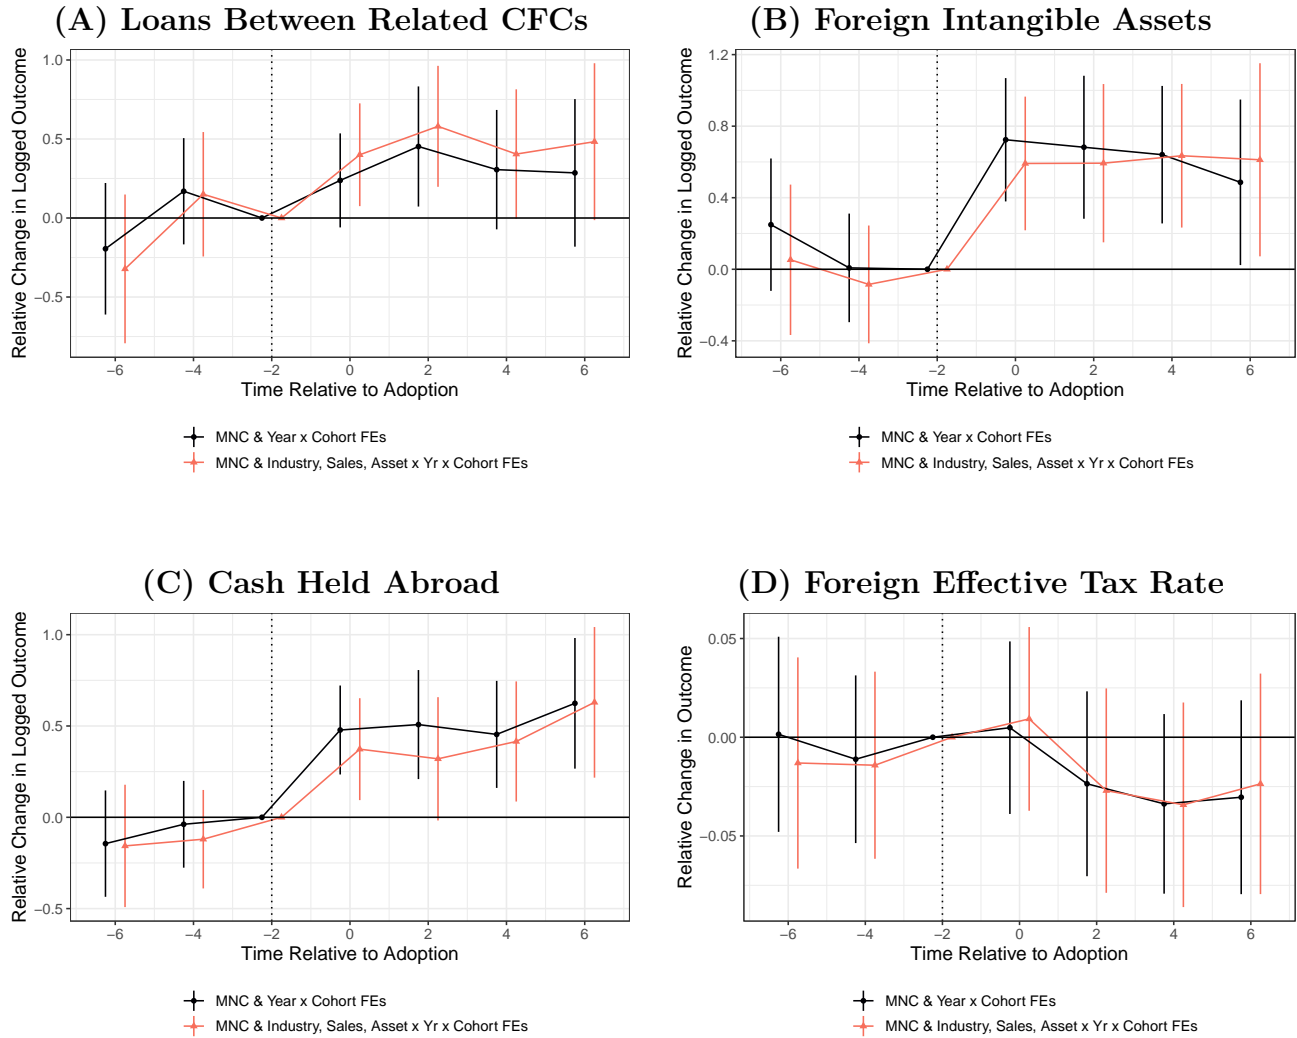 (A) Loans Between Related CFCs
Relative Change in Logged Outcome
1.0
0.5
0.0
−0.5
−6 −4 −2 0 2 4 6
Time Relative to Adoption
MNC & Year x Cohort FEs
MNC & Industry, Sales, Asset x Yr x Cohort FEs
(B) Foreign Intangible Assets
Relative Change in Logged Outcome
1.2
0.8
0.4
0.0
−0.4
−6 −4 −2 0 2 4 6
Time Relative to Adoption
MNC & Year x Cohort FEs
MNC & Industry, Sales, Asset x Yr x Cohort FEs
(C) Cash Held Abroad
Relative Change in Logged Outcome
1.0
0.5
0.0
−0.5
−6 −4 −2 0 2 4 6
Time Relative to Adoption
MNC & Year x Cohort FEs
MNC & Industry, Sales, Asset x Yr x Cohort FEs
(D) Foreign Effective Tax Rate
Relative Change in Outcome
0.05
0.00
−0.05
−6 −4 −2 0 2 4 6
Time Relative to Adoption
MNC & Year x Cohort FEs
MNC & Industry, Sales, Asset x Yr x Cohort FEs